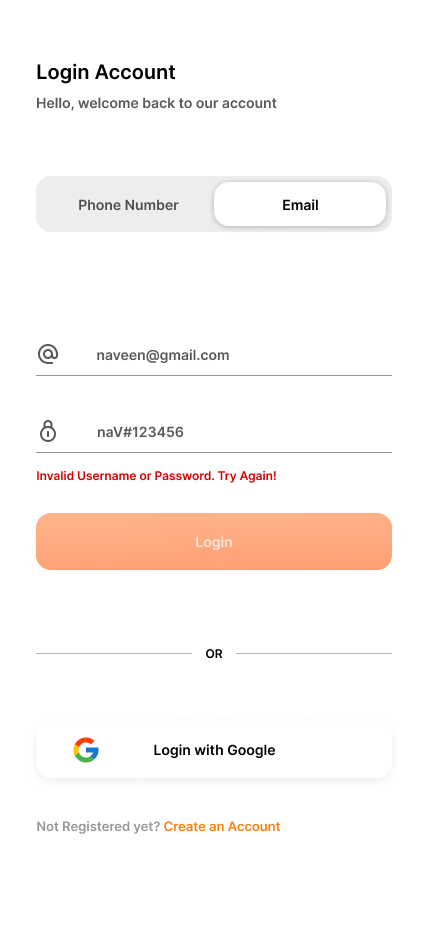 Login Account
Hello, welcome back to our account
Phone Number Email
naveen@gmail.com
naV#123456
Invalid Username or Password. Try Again!
Login
OR
Login with Google
Not Registered yet? Create an Account